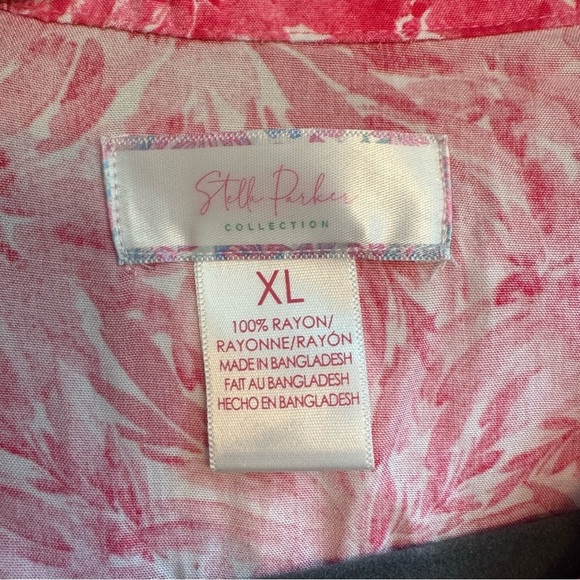 Stella Parker
COLLECTION
XL
100% RAYON/
RAYONNE/RAYÓN
MADE IN BANGLADESH
FAIT AU BANGLADESH
HECHO EN BANGLADESH